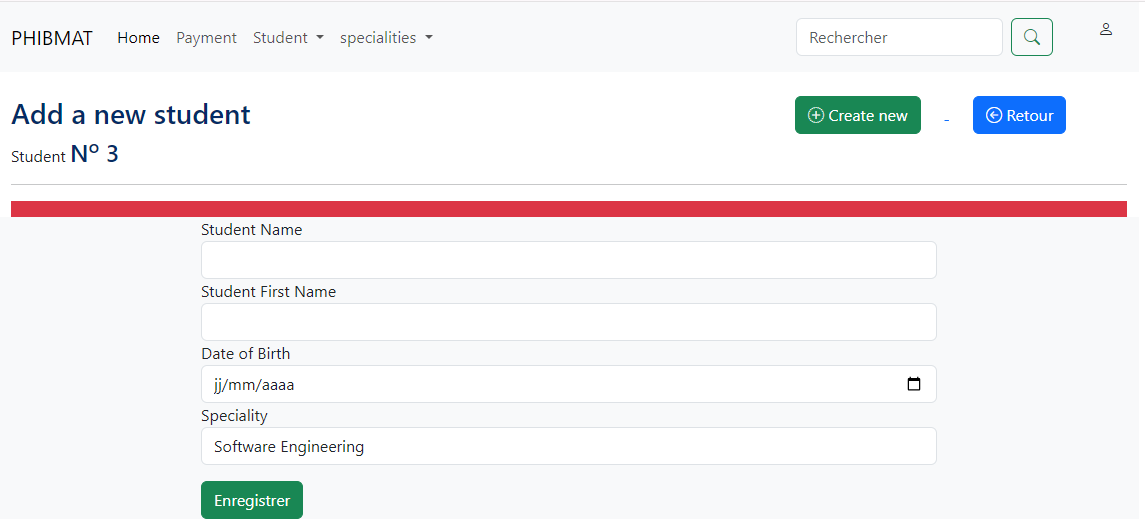 PHIBMAT Home Payment Student specialities Rechercher
Add a new student Create new - Retour
Student Nº 3
Student Name
Student First Name
Date of Birth
jj/mm/aaaa
Speciality
Software Engineering
Enregistrer